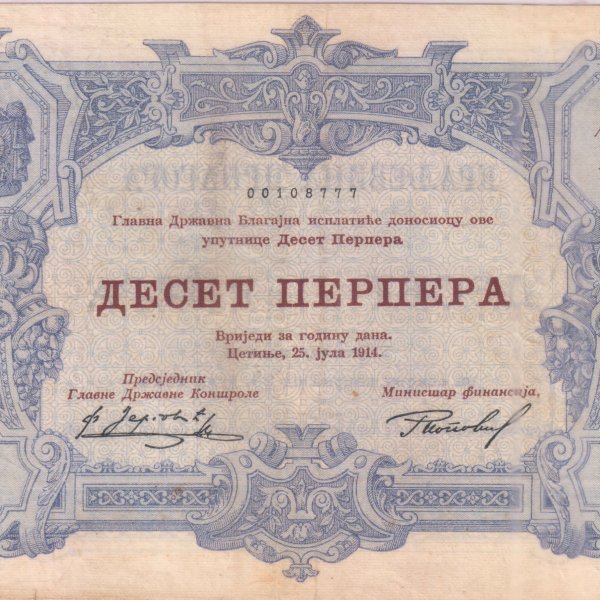 00108777
Главна Државна Благајна исплатиће доносиоцу ове
упутнице Десет Перпера
ДЕСЕТ ПЕРПЕРА
Вриједи за годину дана.
Цетиње, 25. јула 1914.
Предсједник
Главне Државне Контроле
Министар финансија,